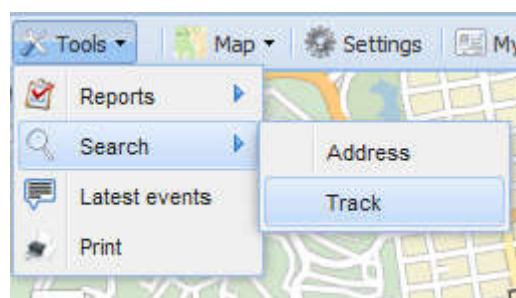 Tools Map Settings My
Reports
Search Address
Latest events Track
Print